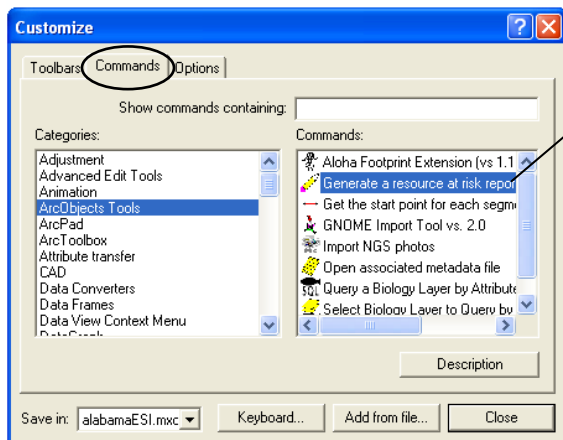 Customize
Toolbars Commands Options
Show commands containing:
Categories:
Adjustment
Advanced Edit Tools
Animation
ArcObjects Tools
ArcPad
ArcToolbox
Attribute transfer
CAD
Data Converters
Data Frames
Data View Context Menu
DataGraph
Commands:
Aloha Footprint Extension (vs 1.1
Generate a resource at risk repor
Get the start point for each segm
GNOME Import Tool vs. 2.0
Import NGS photos
Open associated metadata file
SQL Query a Biology Layer by Attribute
Select Biology Layer to Query by
Description
Save in: alabamaESI.mxc Keyboard... Add from file... Close